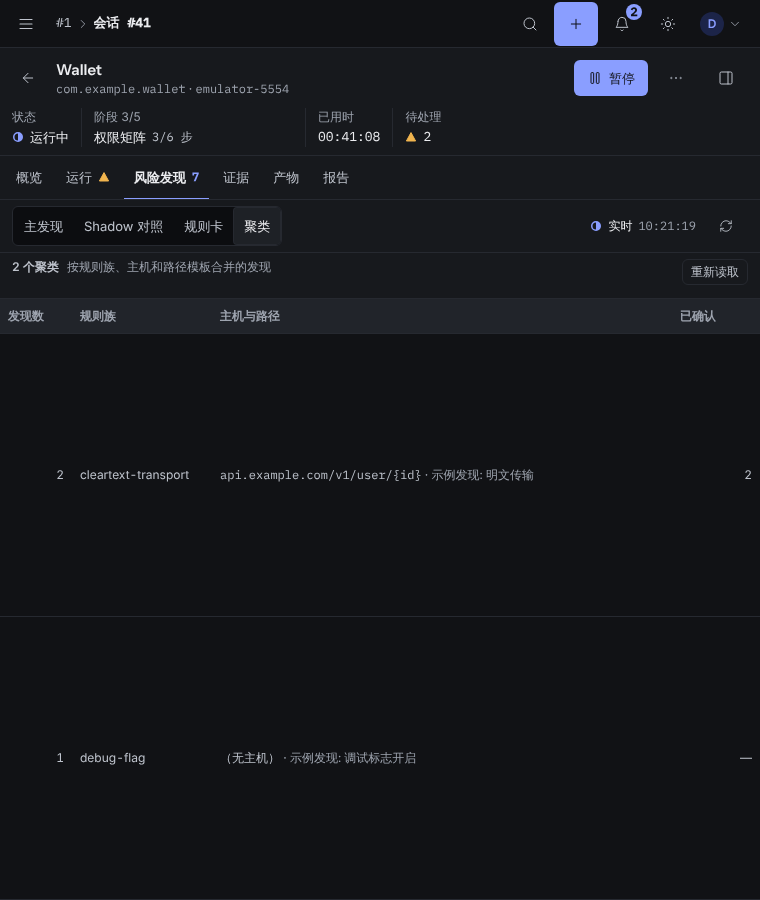 #1 会话 #41
2
D
Wallet
com.example.wallet · emulator-5554
暂停
状态 阶段 3/5 已用时 待处理
运行中 权限矩阵 3/6 步 00:41:08 2
概览 运行 风险发现 7 证据 产物 报告
主发现 Shadow 对照 规则卡 聚类 实时 10:21:19
2 个聚类 按规则族、主机和路径模板合并的发现 重新读取
发现数 规则族 主机与路径 已确认
2 cleartext-transport api.example.com/v1/user/{id} · 示例发现: 明文传输 2
1 debug-flag （无主机） · 示例发现: 调试标志开启 —